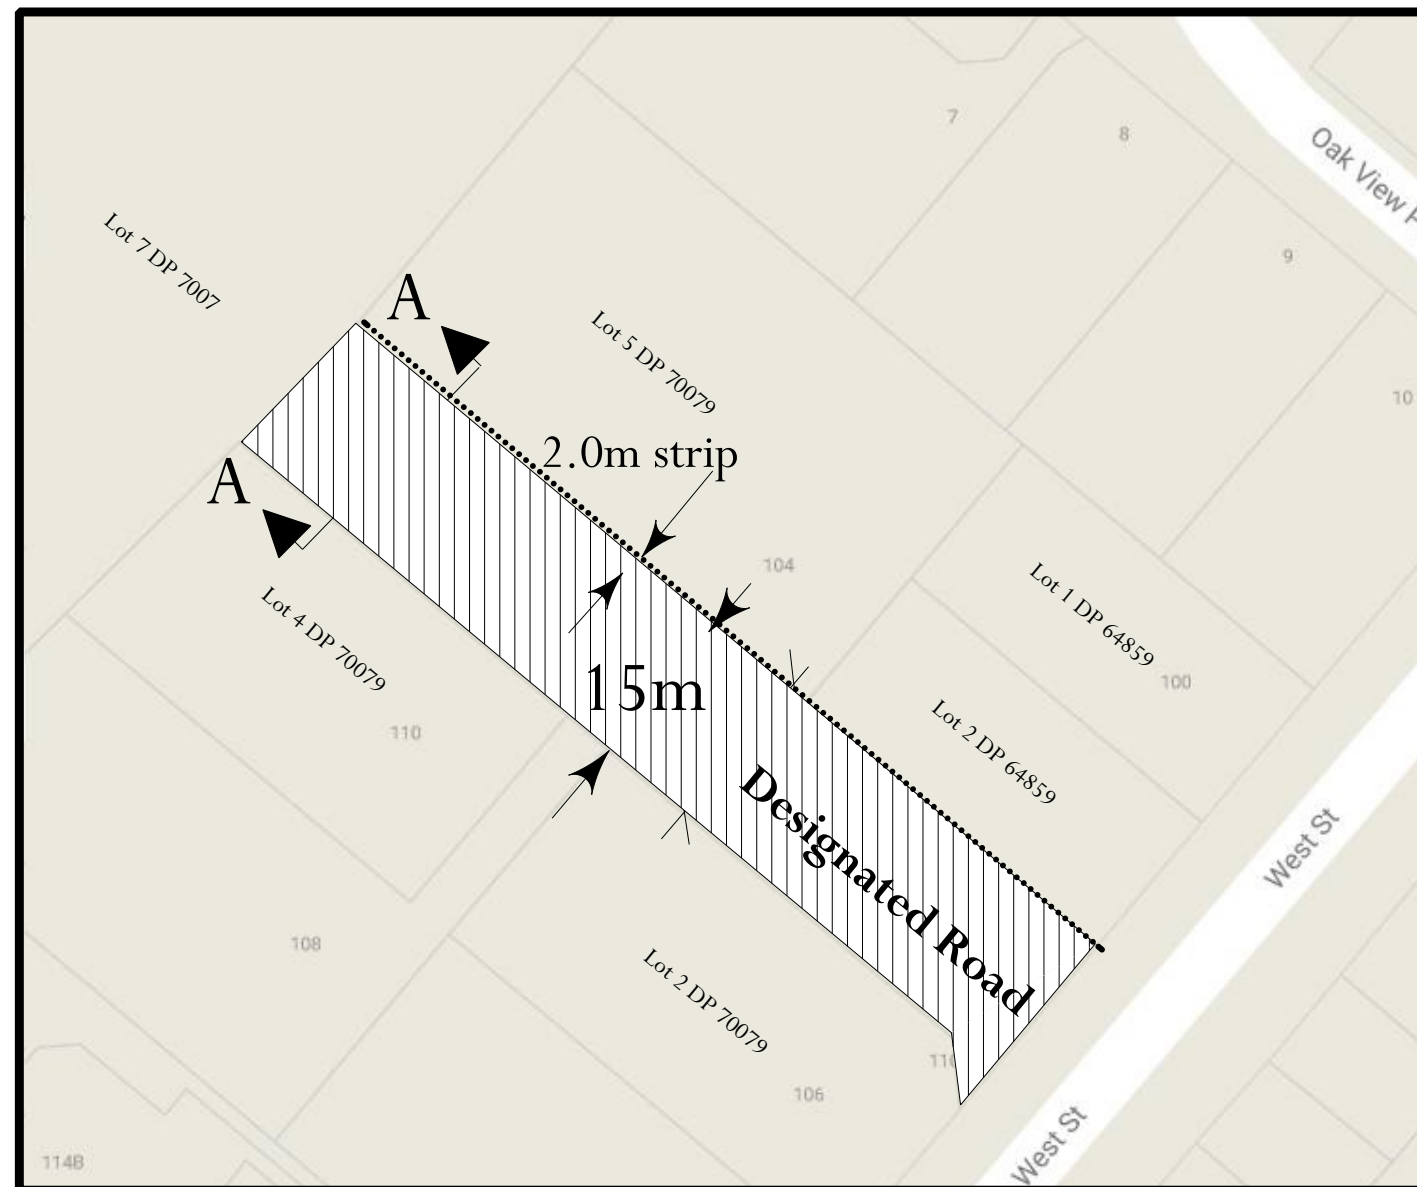 7
8
Oak View
9
Lot 7 DP 7007
A
Lot 5 DP 70079
10
2.0m strip
A
104
Lot 1 DP 64859
Lot 4 DP 70079
100
15m
Lot 2 DP 64859
110
Designated Road
West St
108
Lot 2 DP 70079
110
106
West St
114B